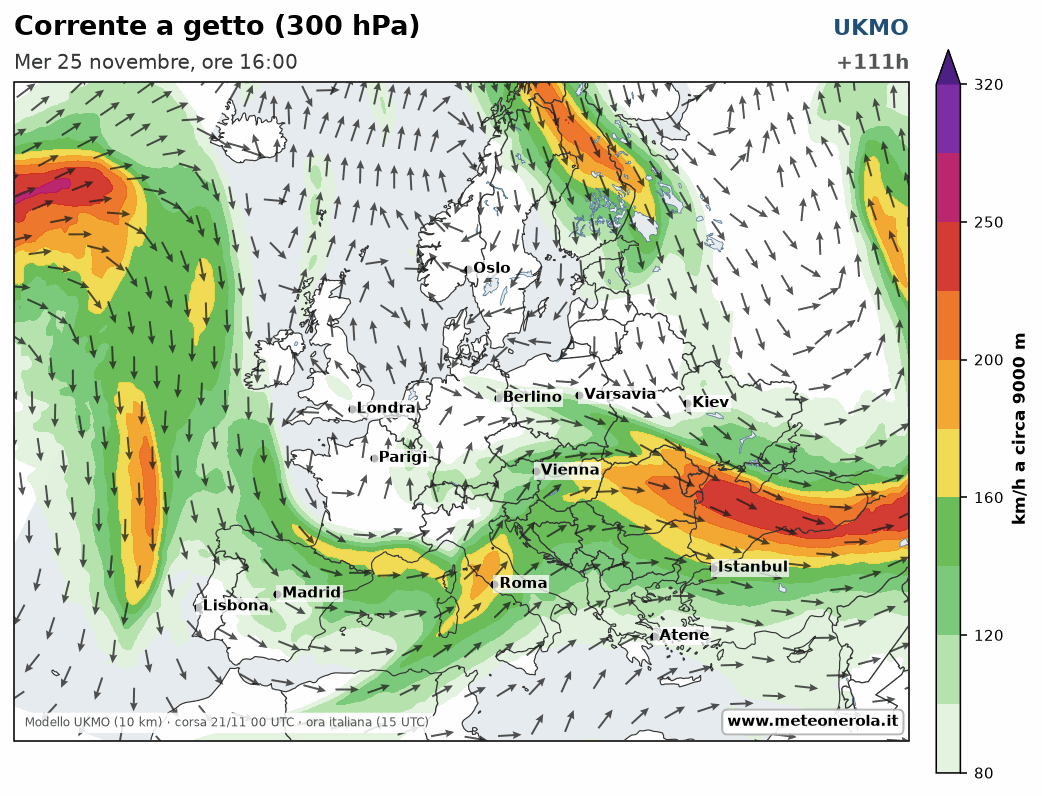 Corrente a getto (300 hPa)
UKMO
Mer 25 novembre, ore 16:00
+111h
Oslo
Berlino
Varsavia
Kiev
Londra
Parigi
Vienna
Istanbul
Roma
Madrid
Lisbona
Atene
Modello UKMO (10 km) · corsa 21/11 00 UTC · ora italiana (15 UTC)
www.meteonerola.it
320
250
200
160
120
80
km/h a circa 9000 m